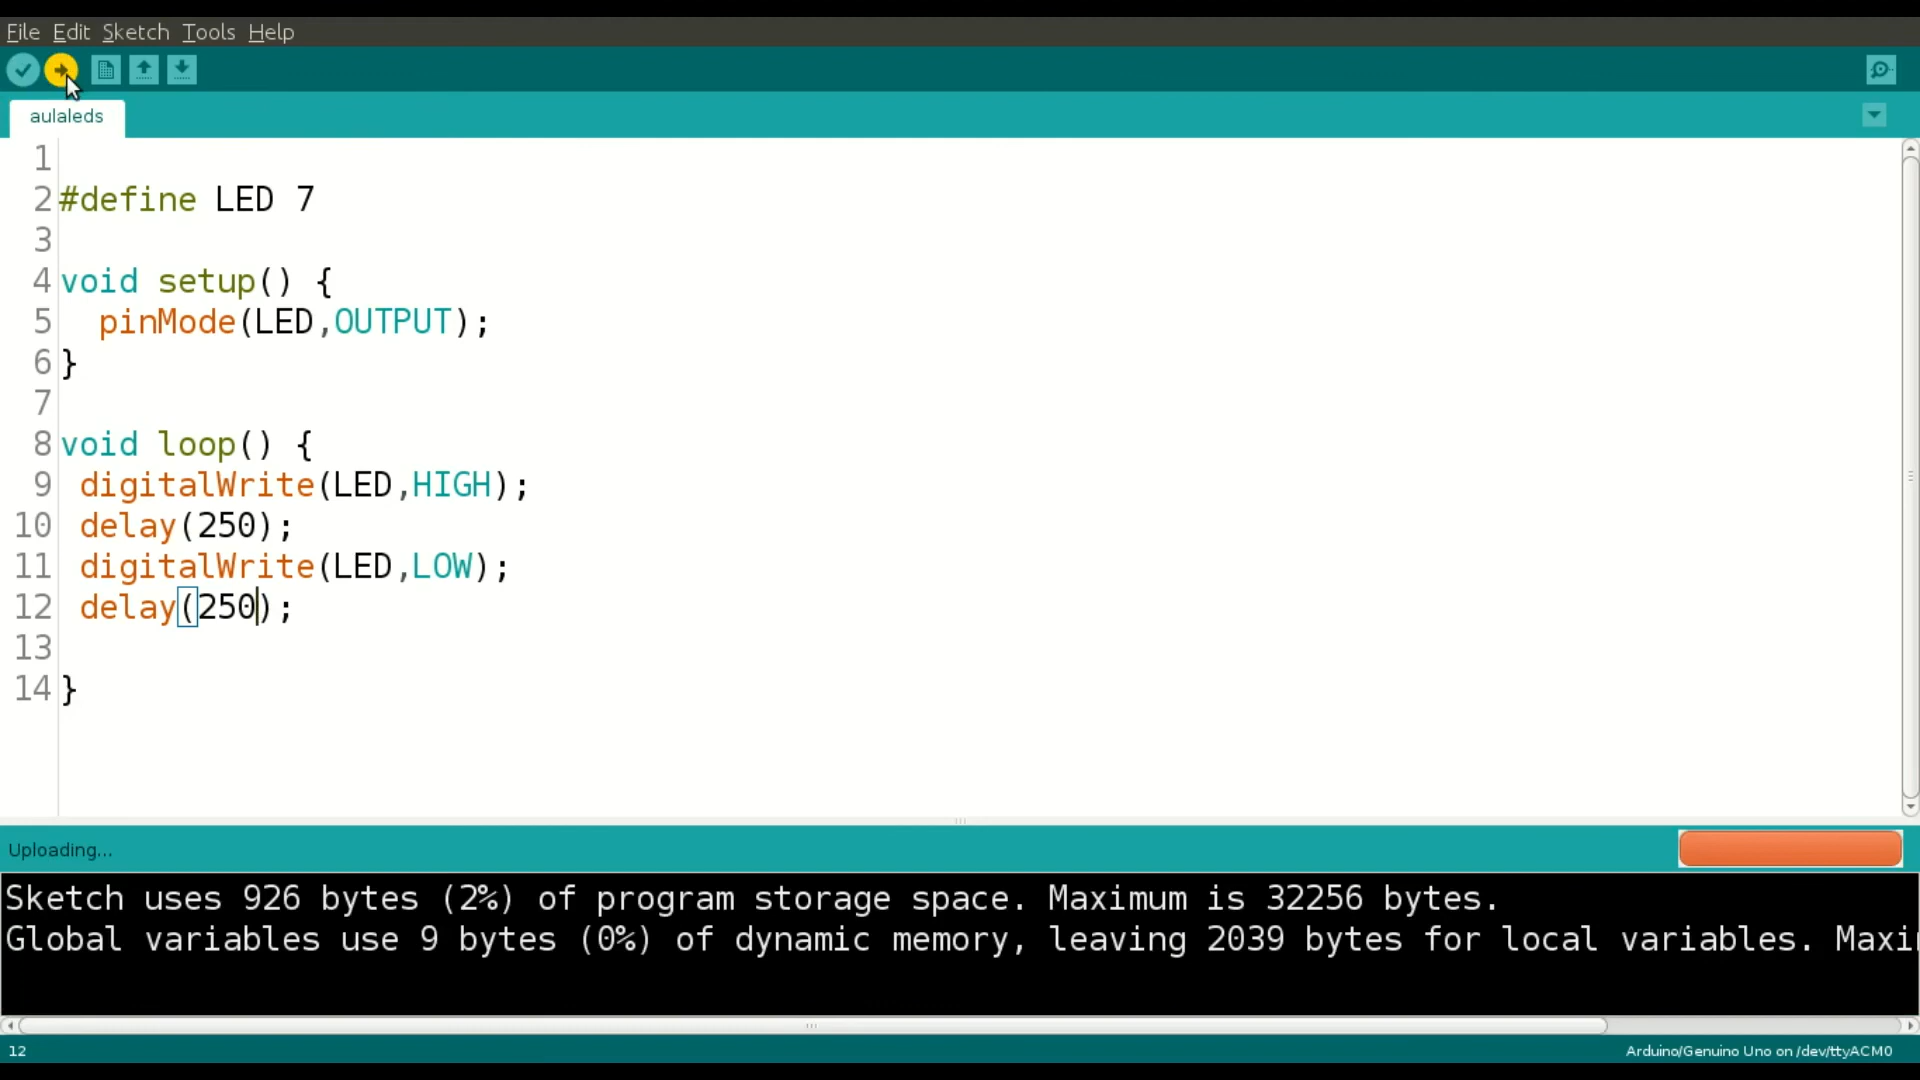 File Edit Sketch Tools Help
aulaleds
1
2 #define LED 7
3
4 void setup() {
5   pinMode(LED,OUTPUT);
6 }
7
8 void loop() {
9  digitalWrite(LED,HIGH);
10  delay(250);
11  digitalWrite(LED,LOW);
12  delay(250);
13
14 }
Uploading...
Sketch uses 926 bytes (2%) of program storage space. Maximum is 32256 bytes.
Global variables use 9 bytes (0%) of dynamic memory, leaving 2039 bytes for local variables.
12
Arduino/Genuino Uno on /dev/ttyACM0